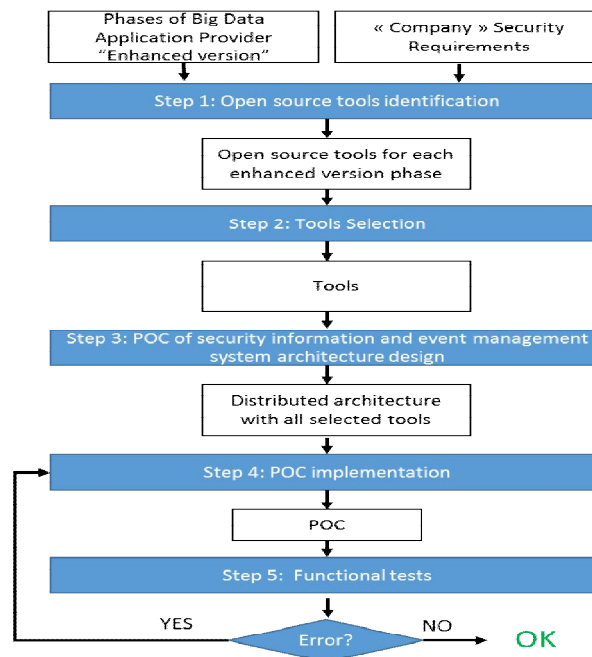 Phases of Big Data
Application Provider
“Enhanced version”
« Company » Security
Requirements
Step 1: Open source tools identification
Open source tools for each
enhanced version phase
Step 2: Tools Selection
Tools
Step 3: POC of security information and event management
system architecture design
Distributed architecture
with all selected tools
Step 4: POC implementation
POC
Step 5: Functional tests
YES
Error?
NO
OK